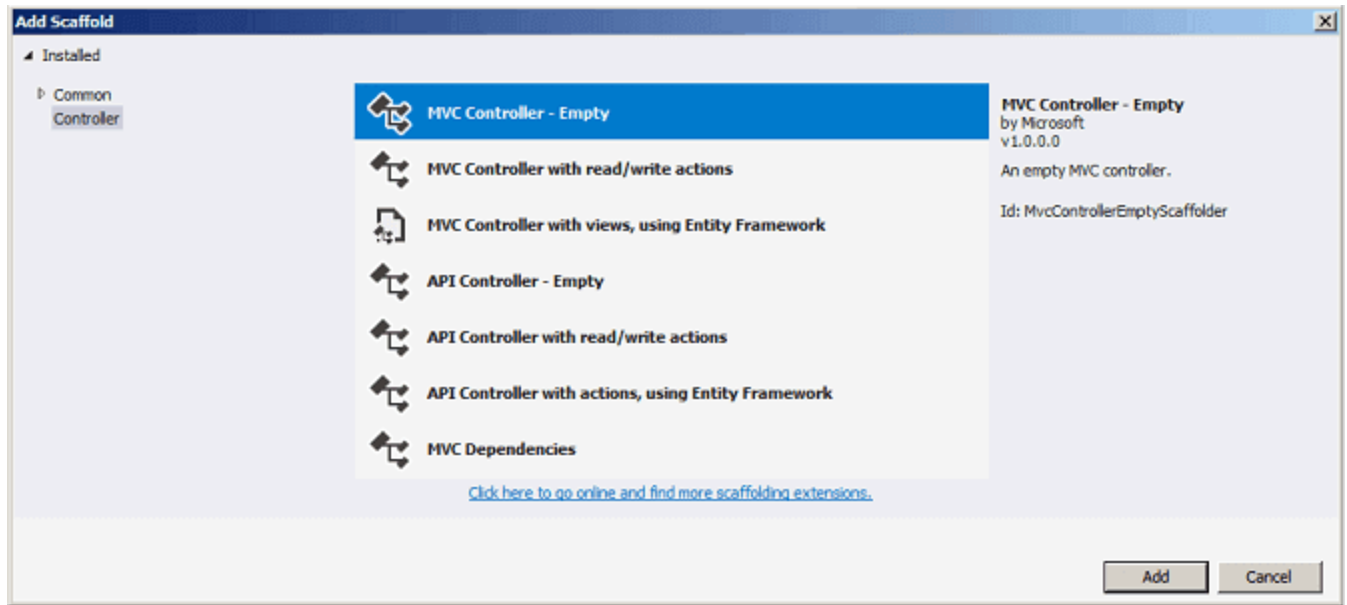 Add Scaffold
Installed
Common
Controller
MVC Controller - Empty
MVC Controller with read/write actions
MVC Controller with views, using Entity Framework
API Controller - Empty
API Controller with read/write actions
API Controller with actions, using Entity Framework
MVC Dependencies
Click here to go online and find more scaffolding extensions.
MVC Controller - Empty
by Microsoft
v1.0.0.0
An empty MVC controller.
Id: MvcControllerEmptyScaffolder
Add
Cancel